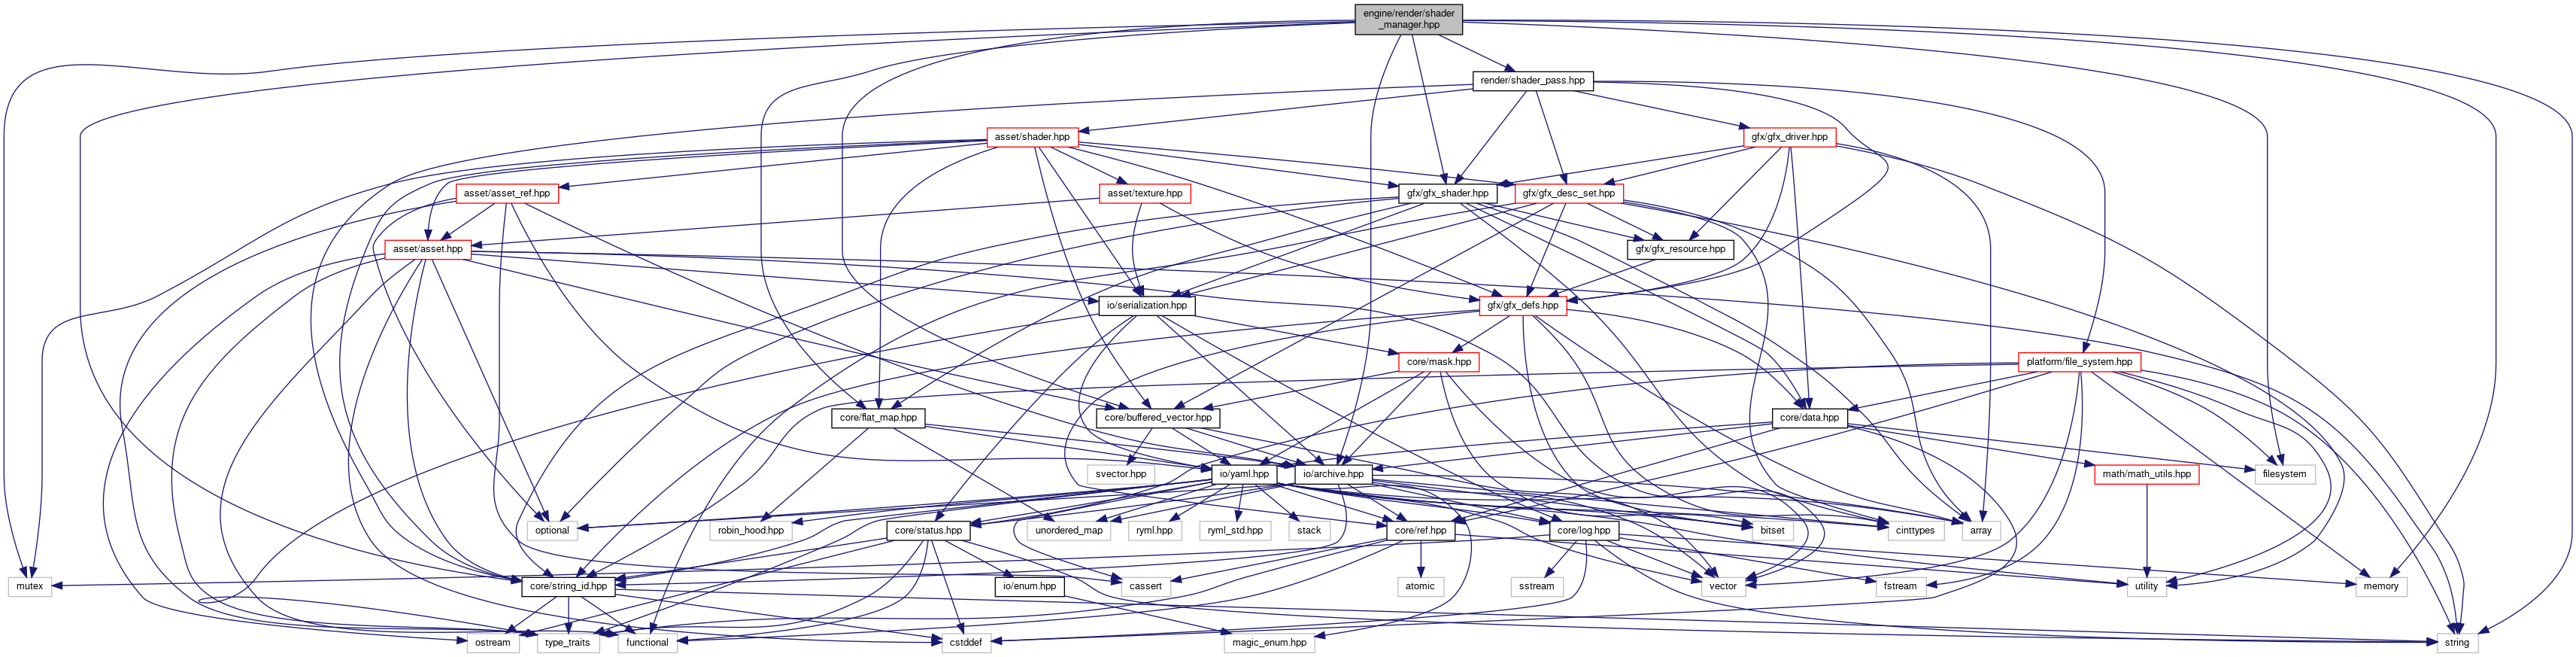 engine/render/shader
_manager.hpp
render/shader_pass.hpp
asset/shader.hpp
gfx/gfx_driver.hpp
asset/asset_ref.hpp
asset/texture.hpp
gfx/gfx_shader.hpp
gfx/gfx_desc_set.hpp
asset/asset.hpp
gfx/gfx_resource.hpp
io/serialization.hpp
gfx/gfx_defs.hpp
core/mask.hpp
platform/file_system.hpp
core/flat_map.hpp
core/buffered_vector.hpp
core/data.hpp
svector.hpp
io/yaml.hpp
io/archive.hpp
math/math_utils.hpp
filesystem
optional
robin_hood.hpp
core/status.hpp
unordered_map
ryml.hpp
ryml_std.hpp
stack
core/ref.hpp
core/log.hpp
bitset
cinttypes
array
mutex
core/string_id.hpp
io/enum.hpp
cassert
atomic
sstream
vector
fstream
utility
memory
ostream
type_traits
functional
cstddef
magic_enum.hpp
string